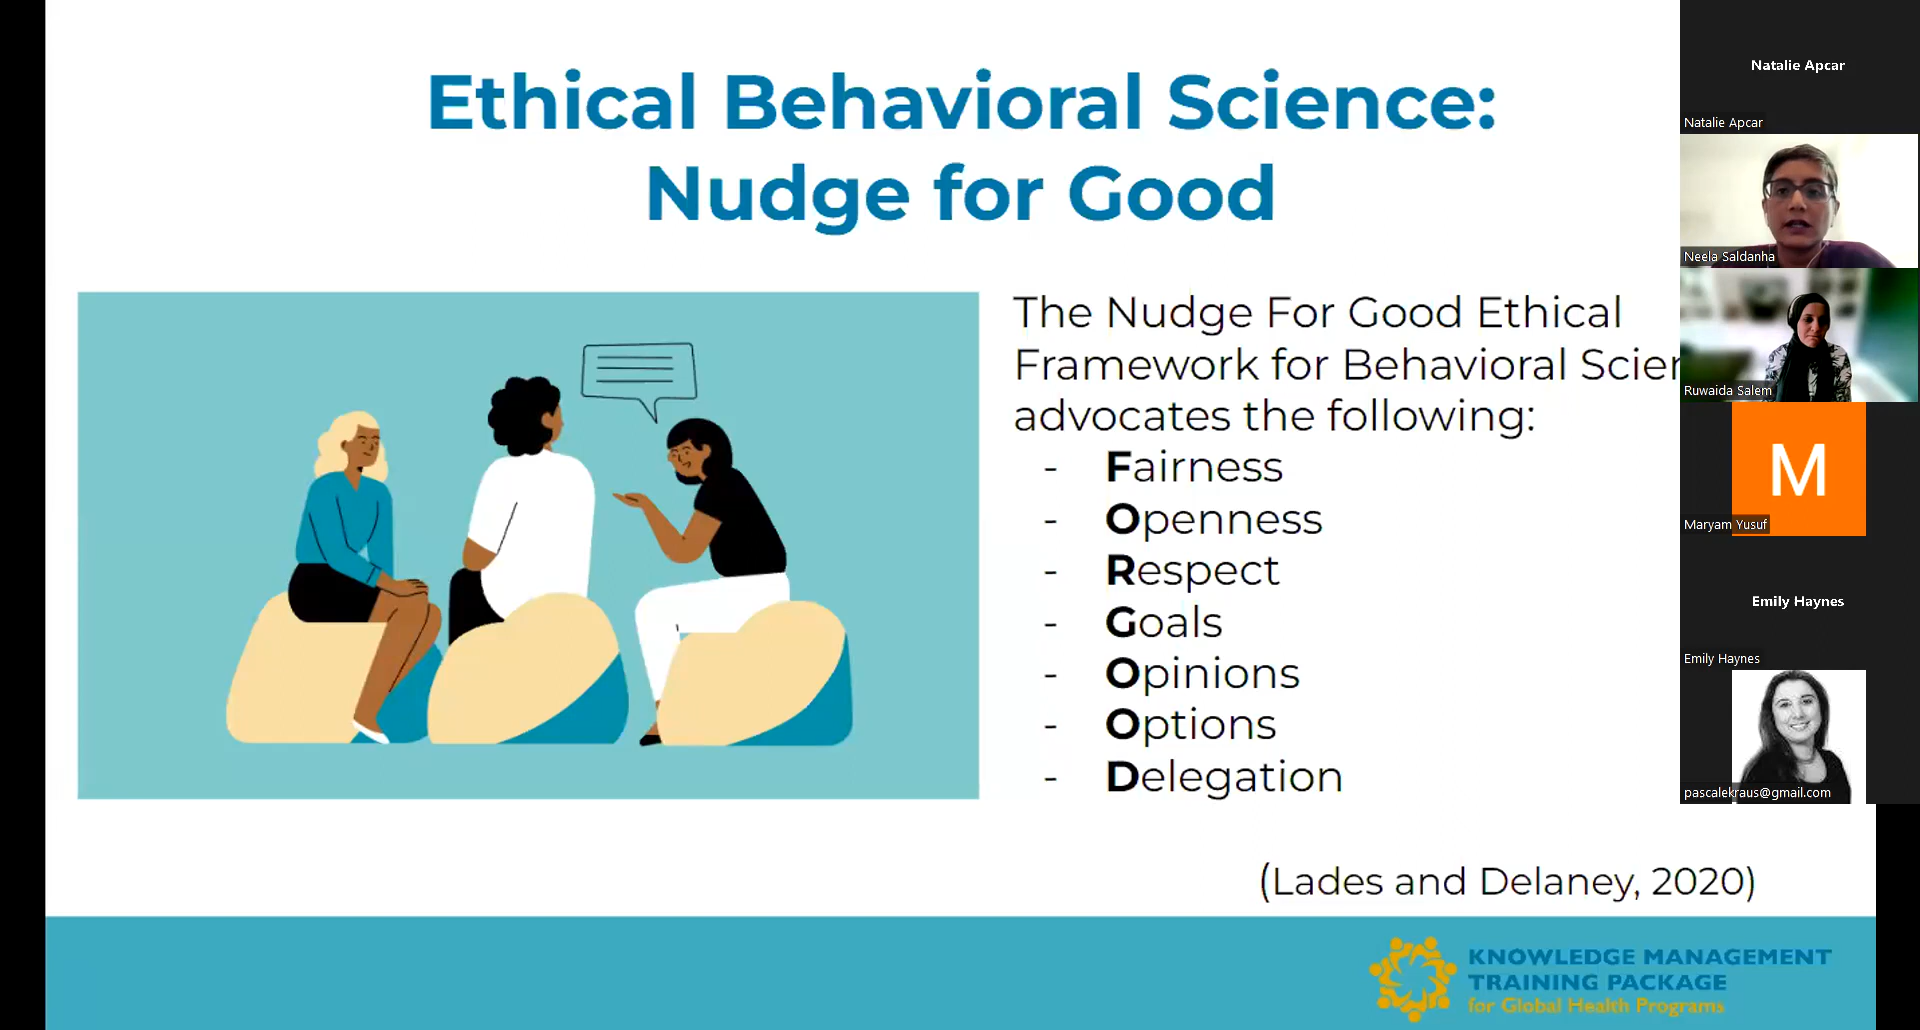 Ethical Behavioral Science:
Nudge for Good
The Nudge For Good Ethical
Framework for Behavioral Scien
advocates the following:
- Fairness
- Openness
- Respect
- Goals
- Opinions
- Options
- Delegation
(Lades and Delaney, 2020)
KNOWLEDGE MANAGEMENT
TRAINING PACKAGE
for Global Health Programs
Natalie Apcar
Natalie Apcar
Neela Saldanha
Ruwaida Salem
M
Maryam Yusuf
Emily Haynes
Emily Haynes
pascalekraus@gmail.com